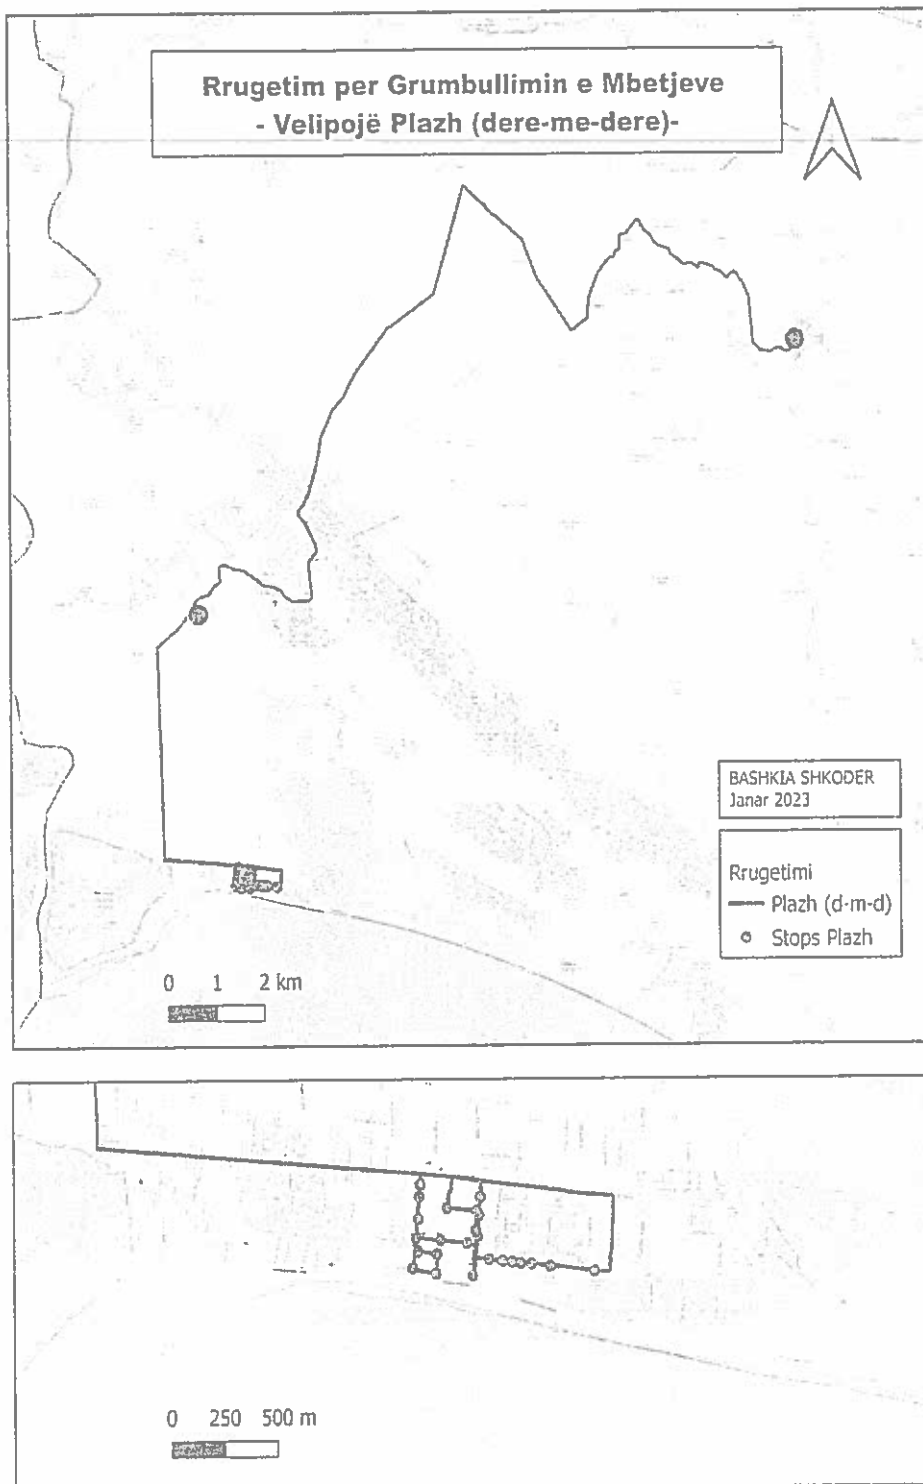 Rrugetim per Grumbullimin e Mbetjeve
- Velipojë Plazh (dere-me-dere)-
BASHKIA SHKODER
Janar 2023
Rrugetimi
Plazh (d-m-d)
Stops Plazh
0 1 2 km
0 250 500 m